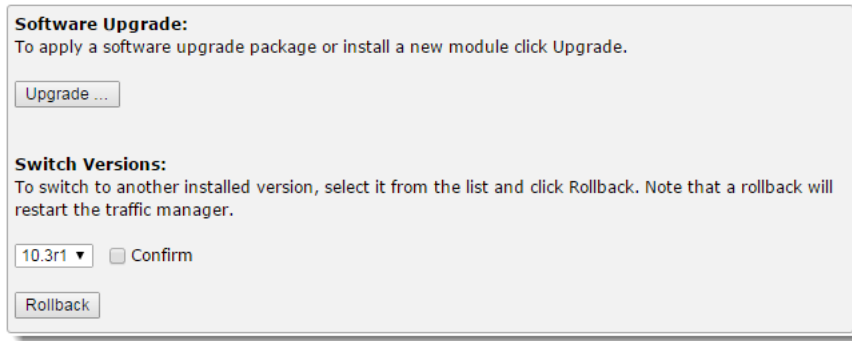 Software Upgrade:
To apply a software upgrade package or install a new module click Upgrade.
Upgrade ...
Switch Versions:
To switch to another installed version, select it from the list and click Rollback. Note that a rollback will
restart the traffic manager.
10.3r1 ▼ Confirm
Rollback